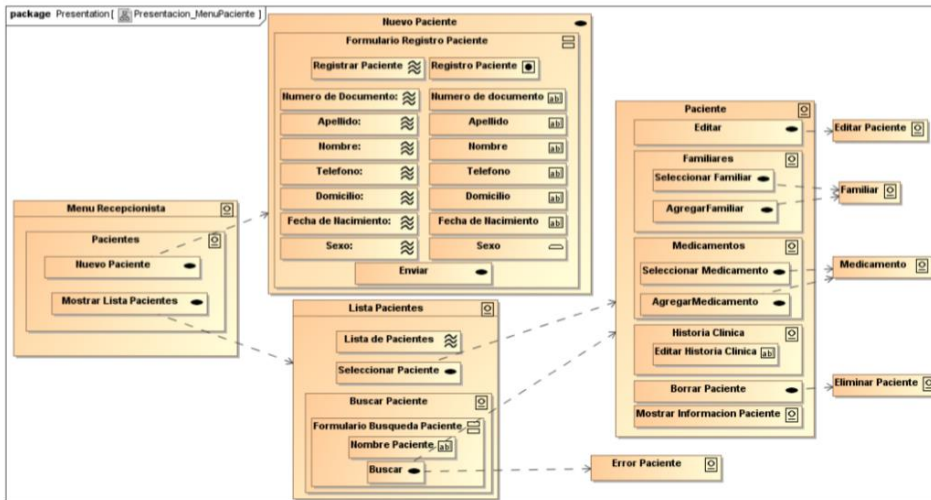 package Presentation[ Presentacion_MenuPaciente ]
Nuevo Paciente
Formulario Registro Paciente
Registrar Paciente
Registro Paciente
Numero de Documento:
Numero de documento
Apellido:
Apellido
Nombre:
Nombre
Telefono:
Telefono
Domicilio:
Domicilio
Fecha de Nacimiento:
Fecha de Nacimiento
Sexo:
Sexo
Enviar
Menu Recepcionista
Pacientes
Nuevo Paciente
Mostrar Lista Pacientes
Lista Pacientes
Lista de Pacientes
Seleccionar Paciente
Buscar Paciente
Formulario Busqueda Paciente
Nombre Paciente
Buscar
Paciente
Editar
Familiares
Seleccionar Familiar
AgregarFamiliar
Medicamentos
Seleccionar Medicamento
AgregarMedicamento
Historia Clinica
Editar Historia Clinica
Borrar Paciente
Mostrar Informacion Paciente
Editar Paciente
Familiar
Medicamento
Eliminar Paciente
Error Paciente